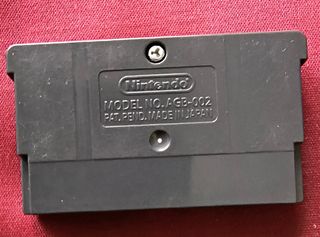 Nintendo
MODEL NO. AGB-002
PAT. PEND. MADE IN JAPAN